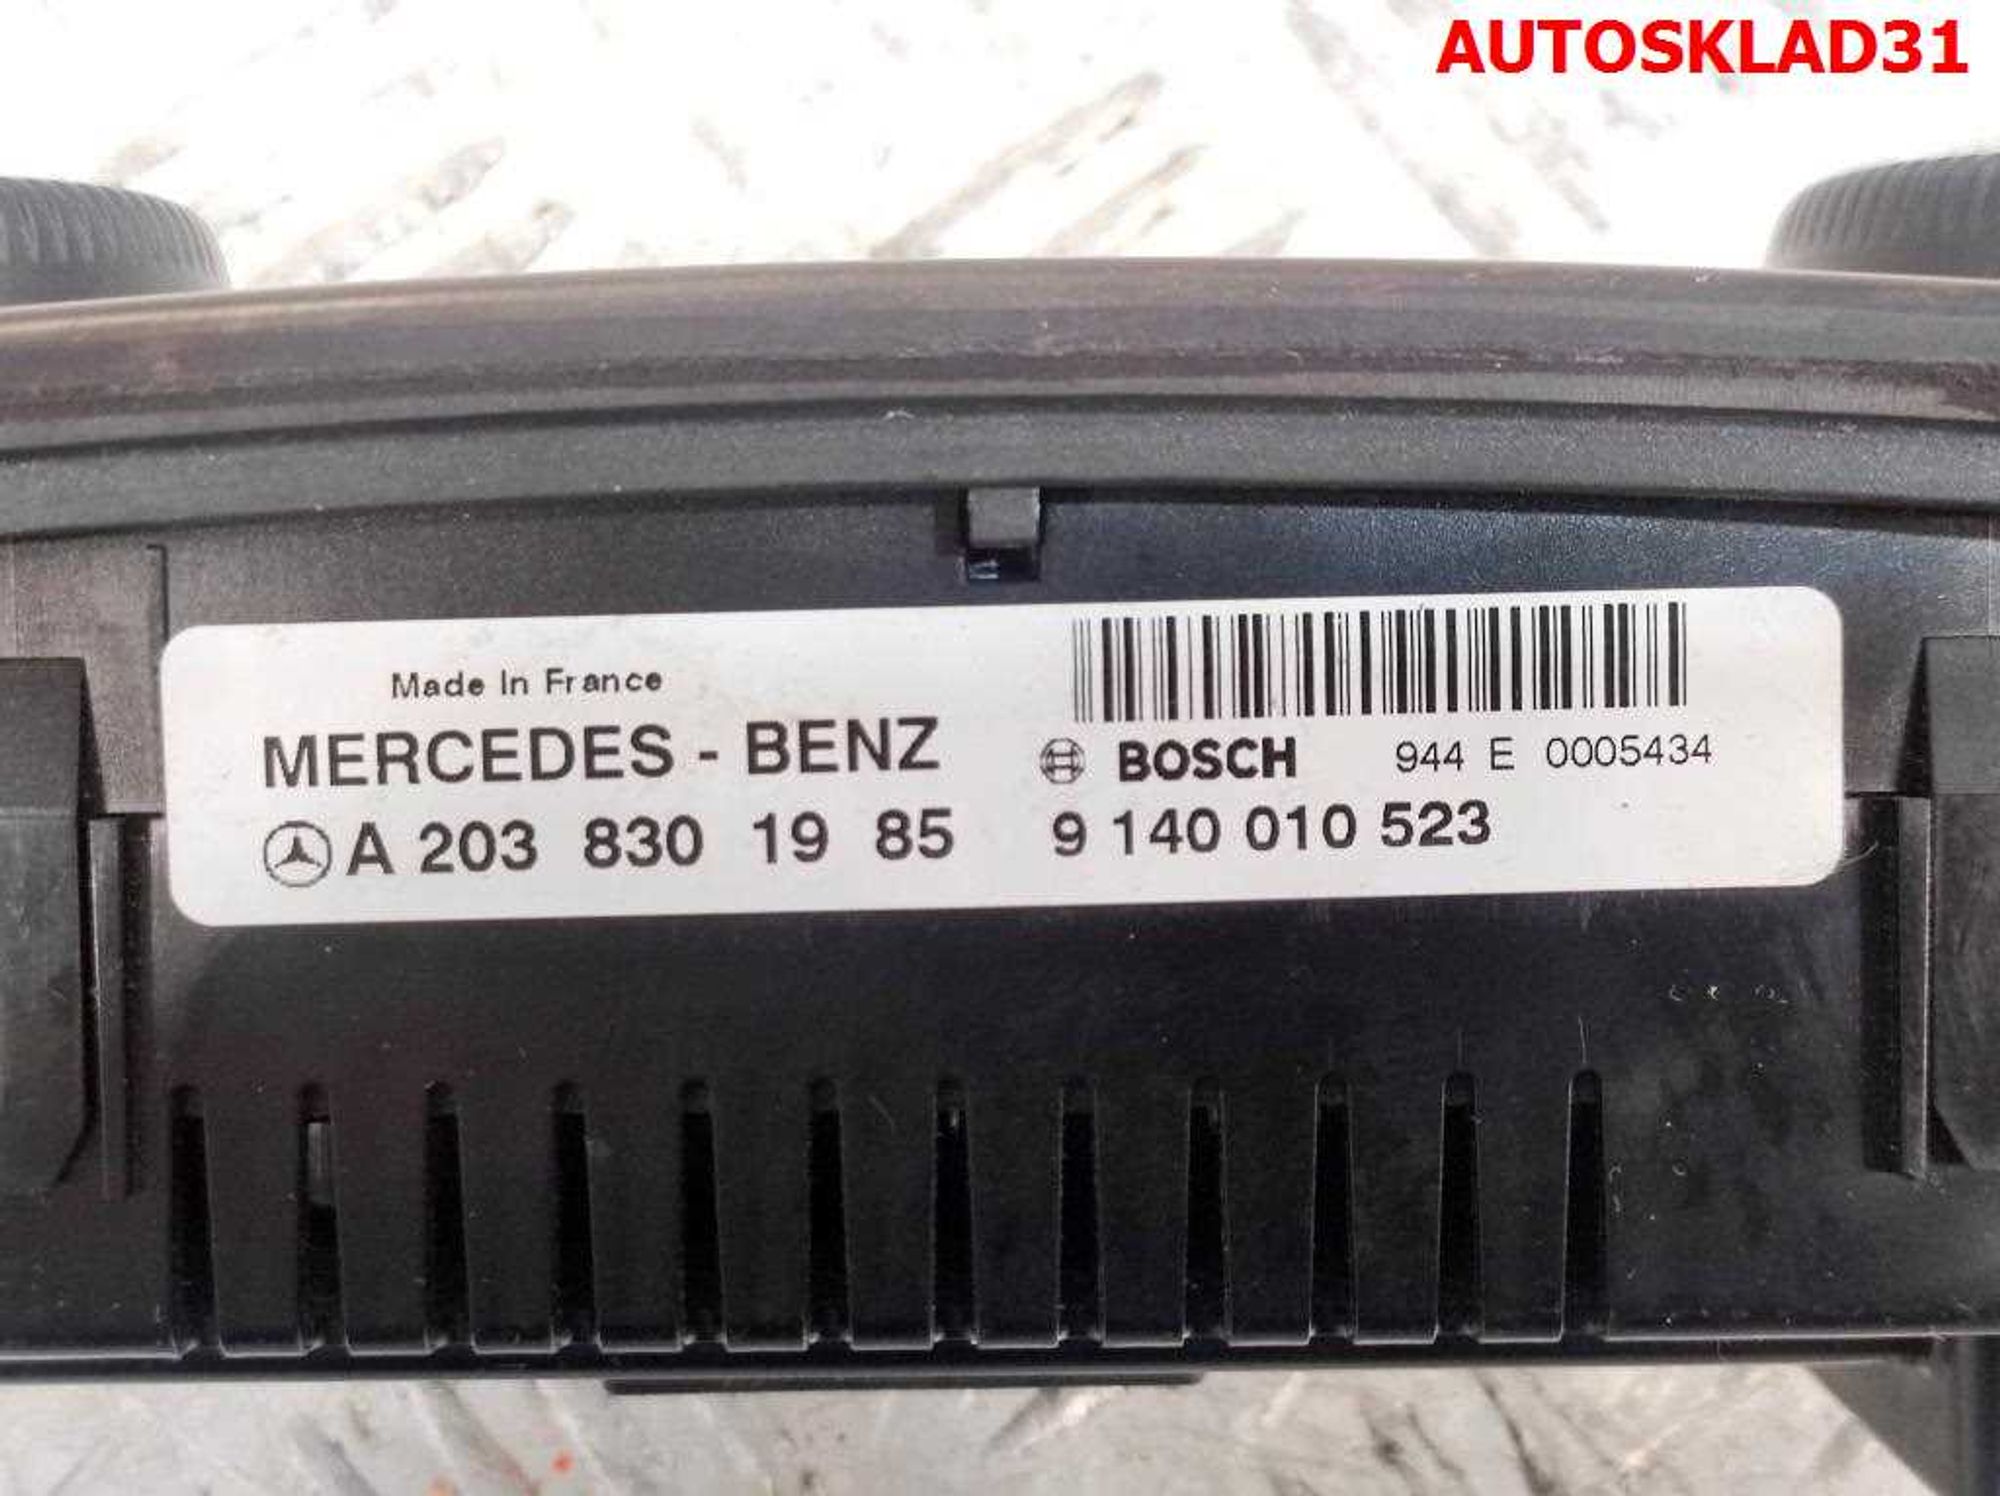 AUTOSKLAD31
Made In France
MERCEDES - BENZ
A 203 830 19 85
BOSCH 944 E 0005434
9 140 010 523